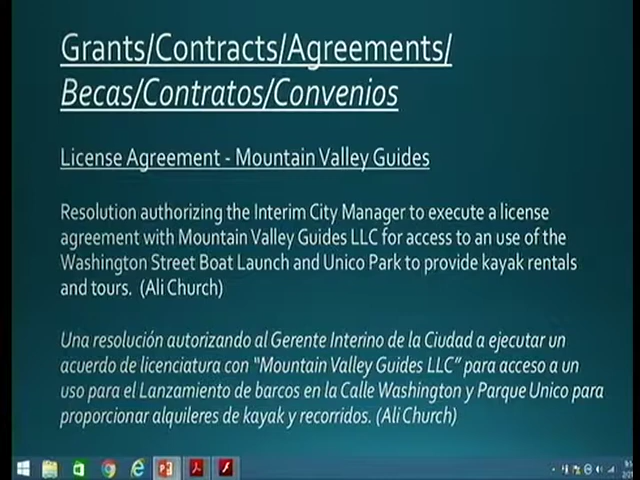 Grants/Contracts/Agreements/
Becas/Contratos/Convenios
License Agreement - Mountain Valley Guides
Resolution authorizing the Interim City Manager to execute a license
agreement with Mountain Valley Guides LLC for access to an use of the
Washington Street Boat Launch and Unico Park to provide kayak rentals
and tours. (Ali Church)
Una resolución autorizando al Gerente Interino de la Ciudad a ejecutar un
acuerdo de licenciatura con "Mountain Valley Guides LLC" para acceso a un
uso para el Lanzamiento de barcos en la Calle Washington y Parque Unico para
proporcionar alquileres de kayak y recorridos. (Ali Church)